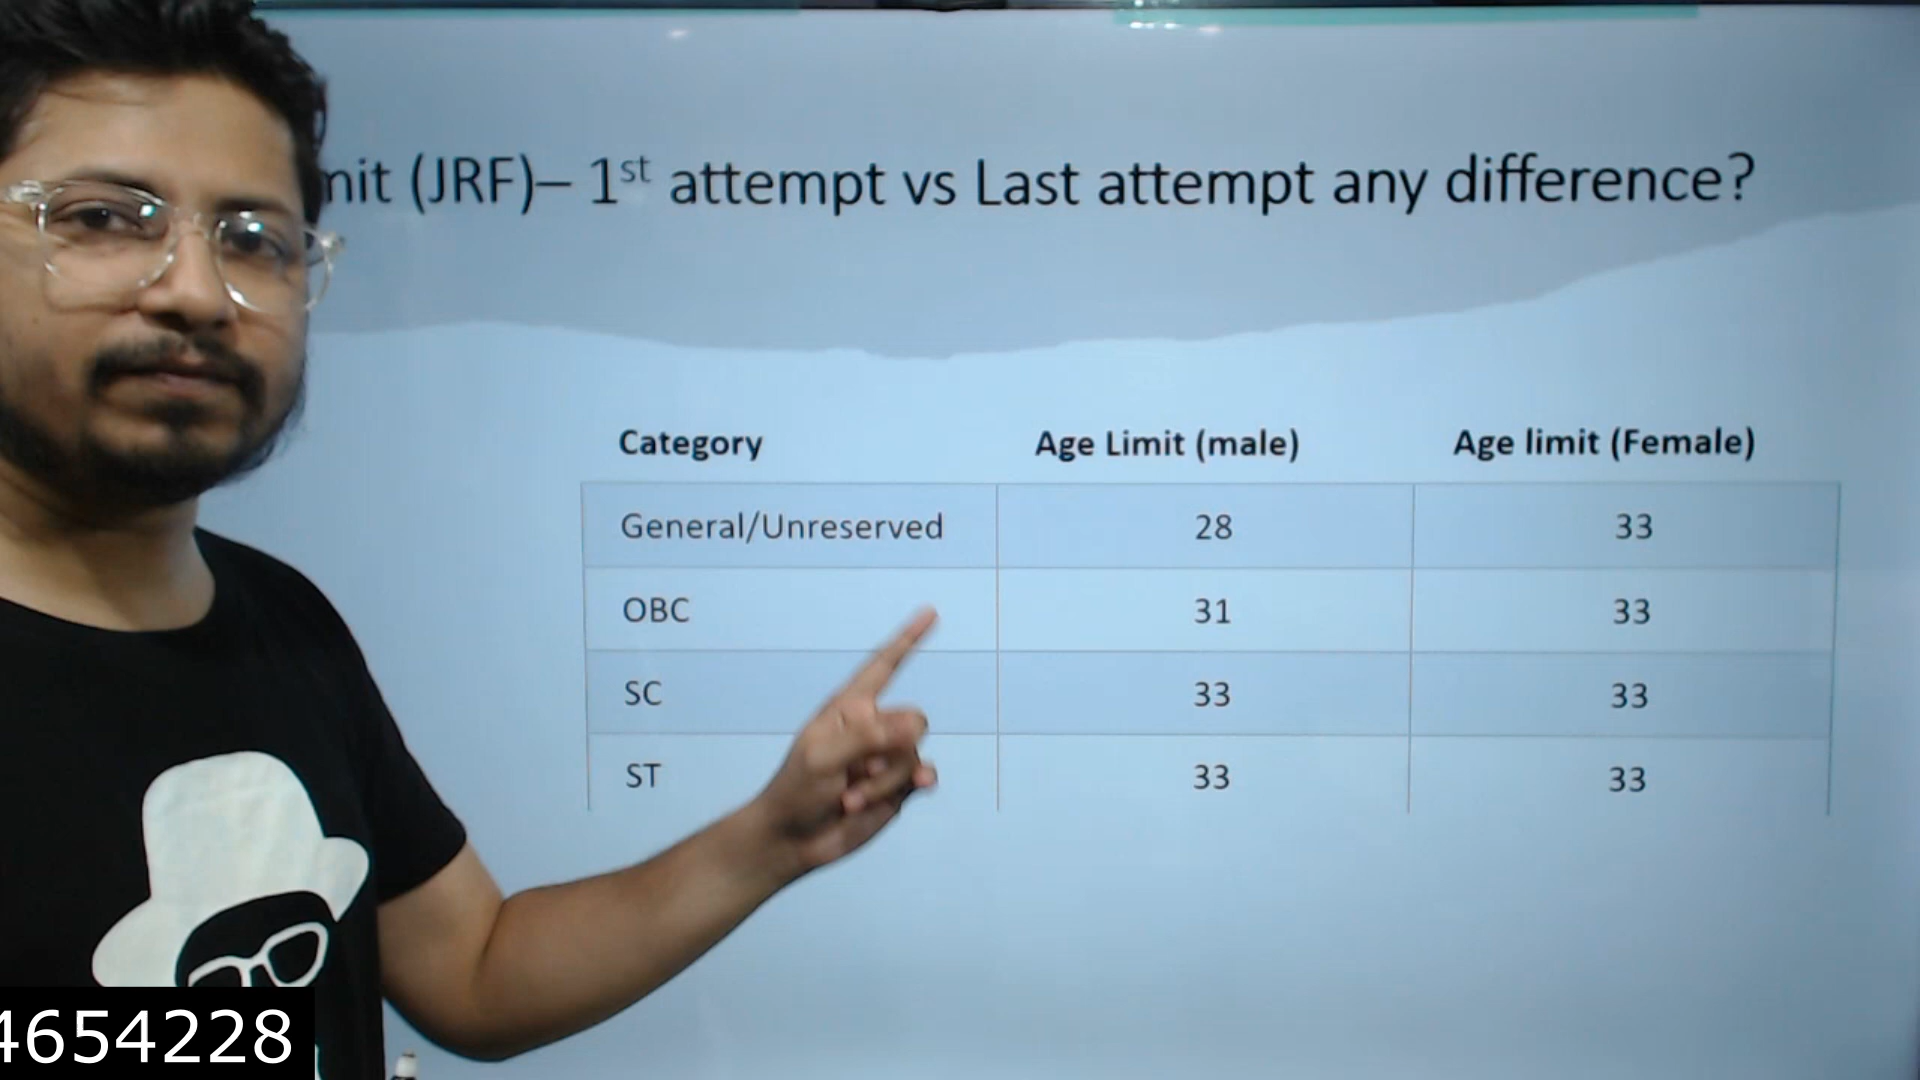 (JRF)– 1st attempt vs Last attempt any difference?
Category Age Limit (male) Age limit (Female)
General/Unreserved 28 33
OBC 31 33
SC 33 33
ST 33 33
4654228